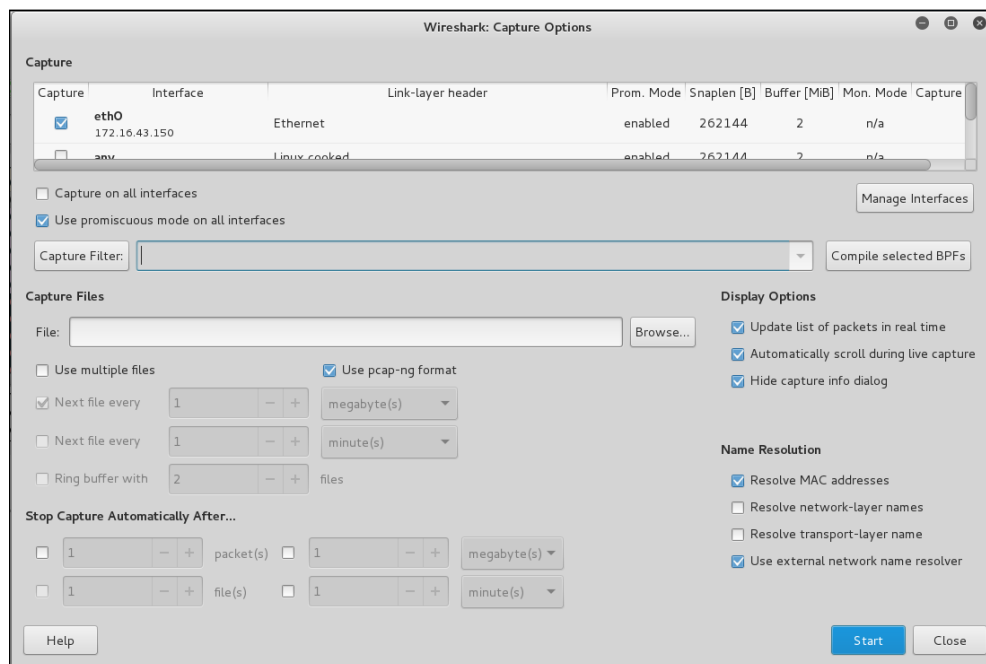 Wireshark: Capture Options
Capture
Capture Interface Link-layer header Prom. Mode Snaplen [B] Buffer [MiB] Mon. Mode Capture
eth0
172.16.43.150 Ethernet enabled 262144 2 n/a
any Linux cooked enabled 262144 2 n/a
Capture on all interfaces
Manage Interfaces
Use promiscuous mode on all interfaces
Capture Filter: Compile selected BPFs
Capture Files
File: Browse...
Use multiple files Use pcap-ng format
Next file every 1 megabyte(s)
Next file every 1 minute(s)
Ring buffer with 2 files
Stop Capture Automatically After...
1 packet(s) 1 megabyte(s)
1 file(s) 1 minute(s)
Display Options
Update list of packets in real time
Automatically scroll during live capture
Hide capture info dialog
Name Resolution
Resolve MAC addresses
Resolve network-layer names
Resolve transport-layer name
Use external network name resolver
Help Start Close